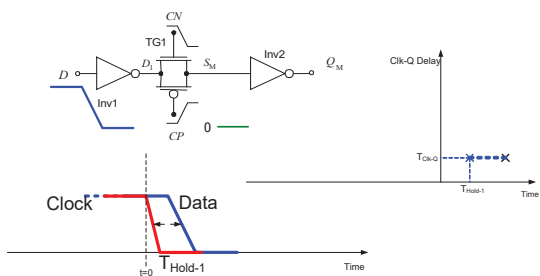 CN
TG1
D
D1
SM
Inv2
QM
Inv1
CP
0
Clk-Q Delay
TClk-Q
THold-1
Time
Clock
Data
THold-1
t=0
Time